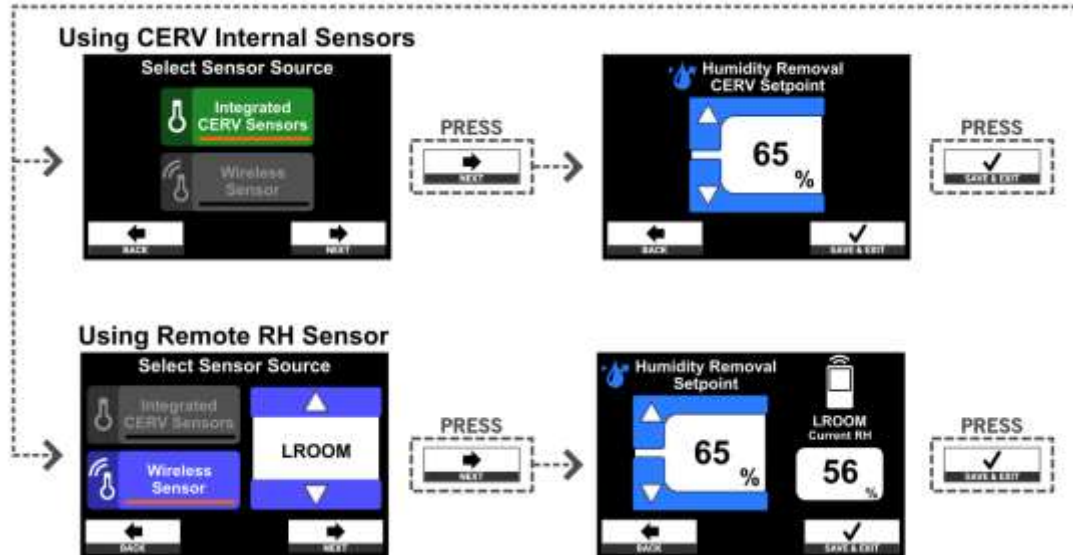 Using CERV Internal Sensors
Select Sensor Source
Integrated
CERV Sensors
Wireless
Sensor
BACK
NEXT
PRESS
NEXT
Humidity Removal
CERV Setpoint
65
%
BACK
SAVE & EXIT
PRESS
SAVE & EXIT
Using Remote RH Sensor
Select Sensor Source
Integrated
CERV Sensors
Wireless
Sensor
LROOM
BACK
NEXT
PRESS
NEXT
Humidity Removal
Setpoint
65
%
LROOM
Current RH
56
%
BACK
SAVE & EXIT
PRESS
SAVE & EXIT